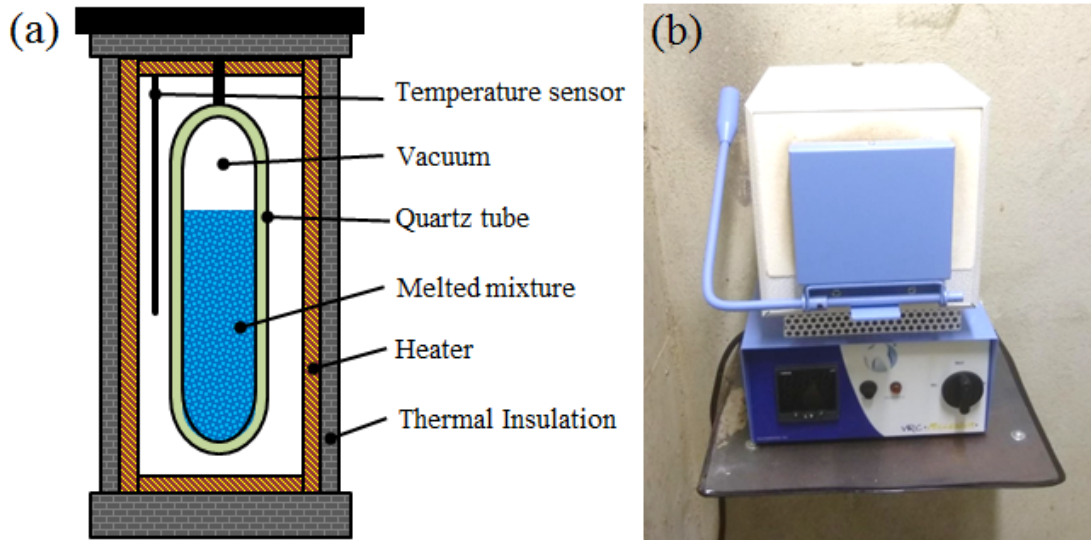 (a)
Temperature sensor
Vacuum
Quartz tube
Melted mixture
Heater
Thermal Insulation
(b)